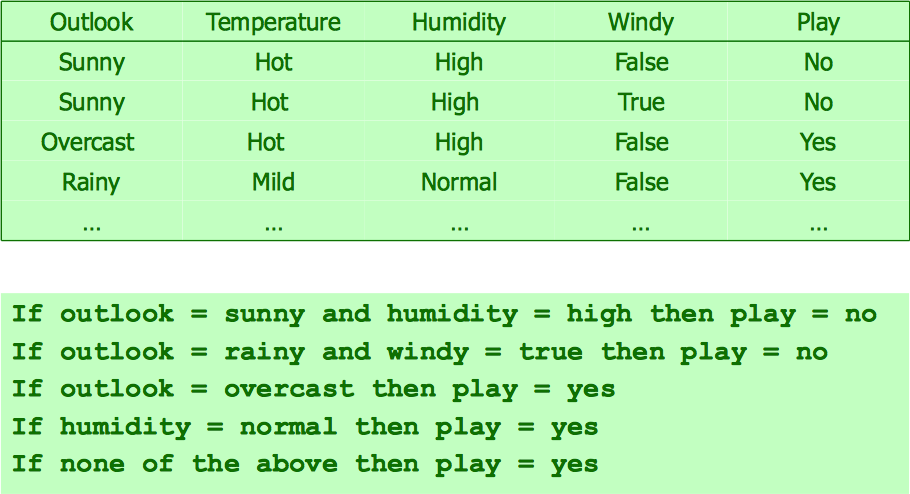 Outlook Temperature Humidity Windy Play
Sunny Hot High False No
Sunny Hot High True No
Overcast Hot High False Yes
Rainy Mild Normal False Yes
... ... ... ... ...
If outlook = sunny and humidity = high then play = no
If outlook = rainy and windy = true then play = no
If outlook = overcast then play = yes
If humidity = normal then play = yes
If none of the above then play = yes